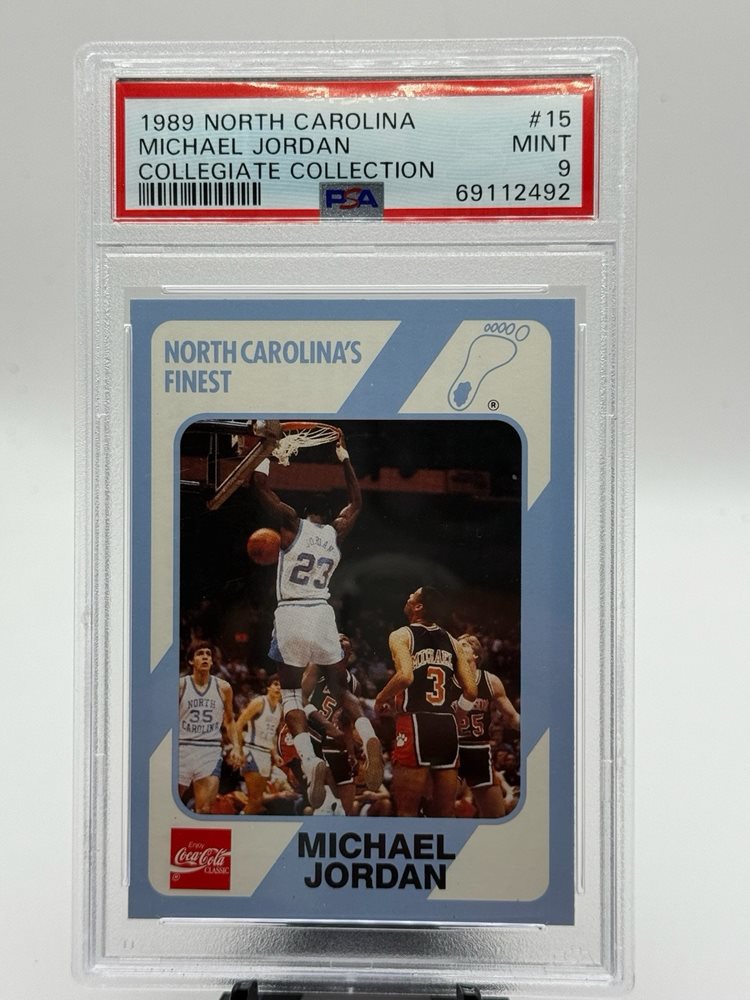 1989 NORTH CAROLINA #15
MICHAEL JORDAN MINT
COLLEGIATE COLLECTION 9
PSA 69112492
NORTH CAROLINA'S
FINEST
®
JORDAN
23
NORTH
35
CAROLINA
3
25
Enjoy
Coca-Cola
CLASSIC
®
MICHAEL
JORDAN